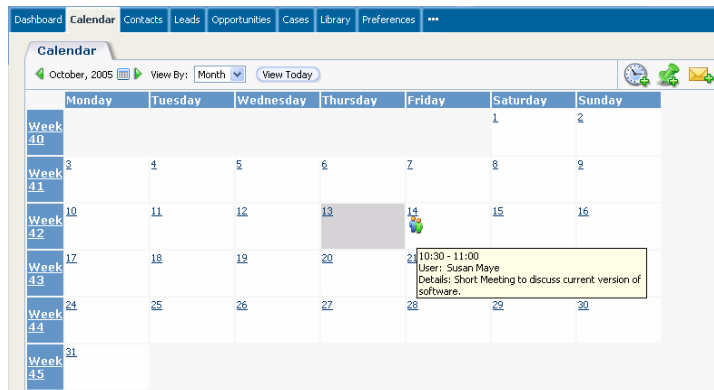 Dashboard Calendar Contacts Leads Opportunities Cases Library Preferences •••
Calendar
October, 2005 View By: Month View Today
Monday Tuesday Wednesday Thursday Friday Saturday Sunday
Week 1 2
40
Week 3 4 5 6 7 8 9
41
Week 10 11 12 13 14 15 16
42
10:30 - 11:00
User: Susan Maye
Details: Short Meeting to discuss current version of
software.
Week 17 18 19 20 21
43
Week 24 25 26 27 28 29 30
44
Week 31
45